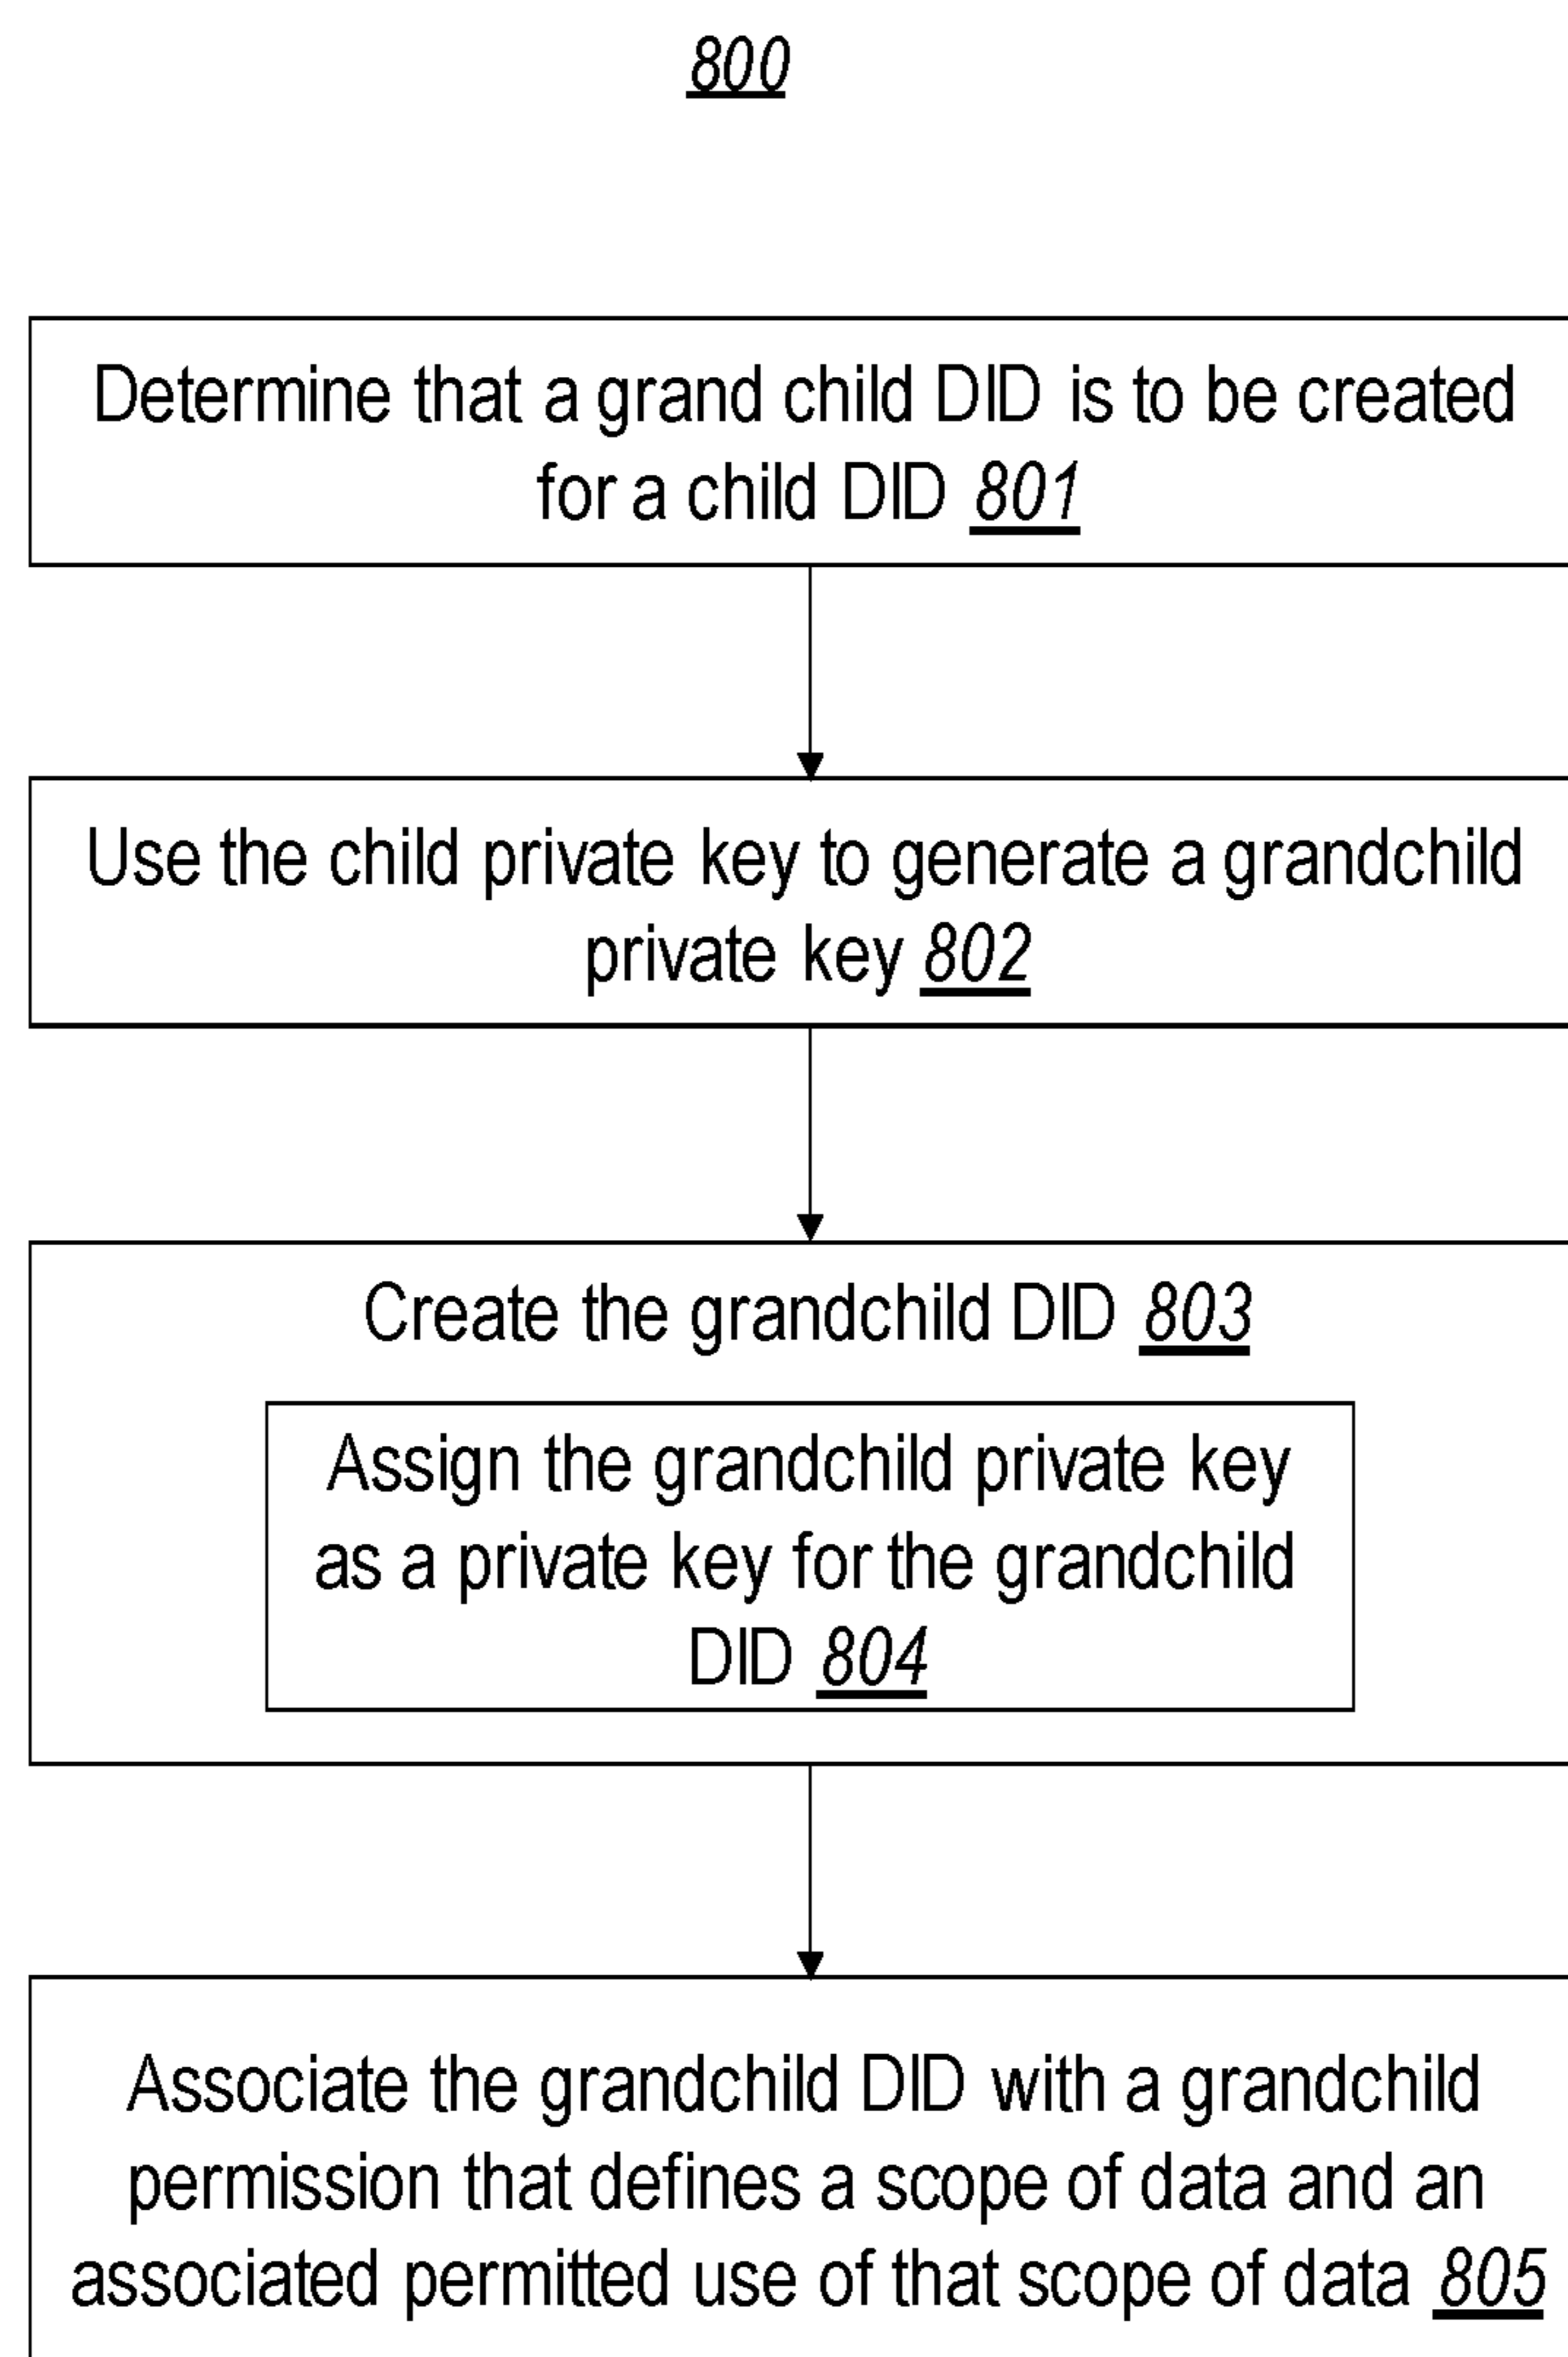 800
Determine that a grand child DID is to be created
for a child DID 801
Use the child private key to generate a grandchild
private key 802
Create the grandchild DID 803
Assign the grandchild private key
as a private key for the grandchild
DID 804
Associate the grandchild DID with a grandchild
permission that defines a scope of data and an
associated permitted use of that scope of data 805